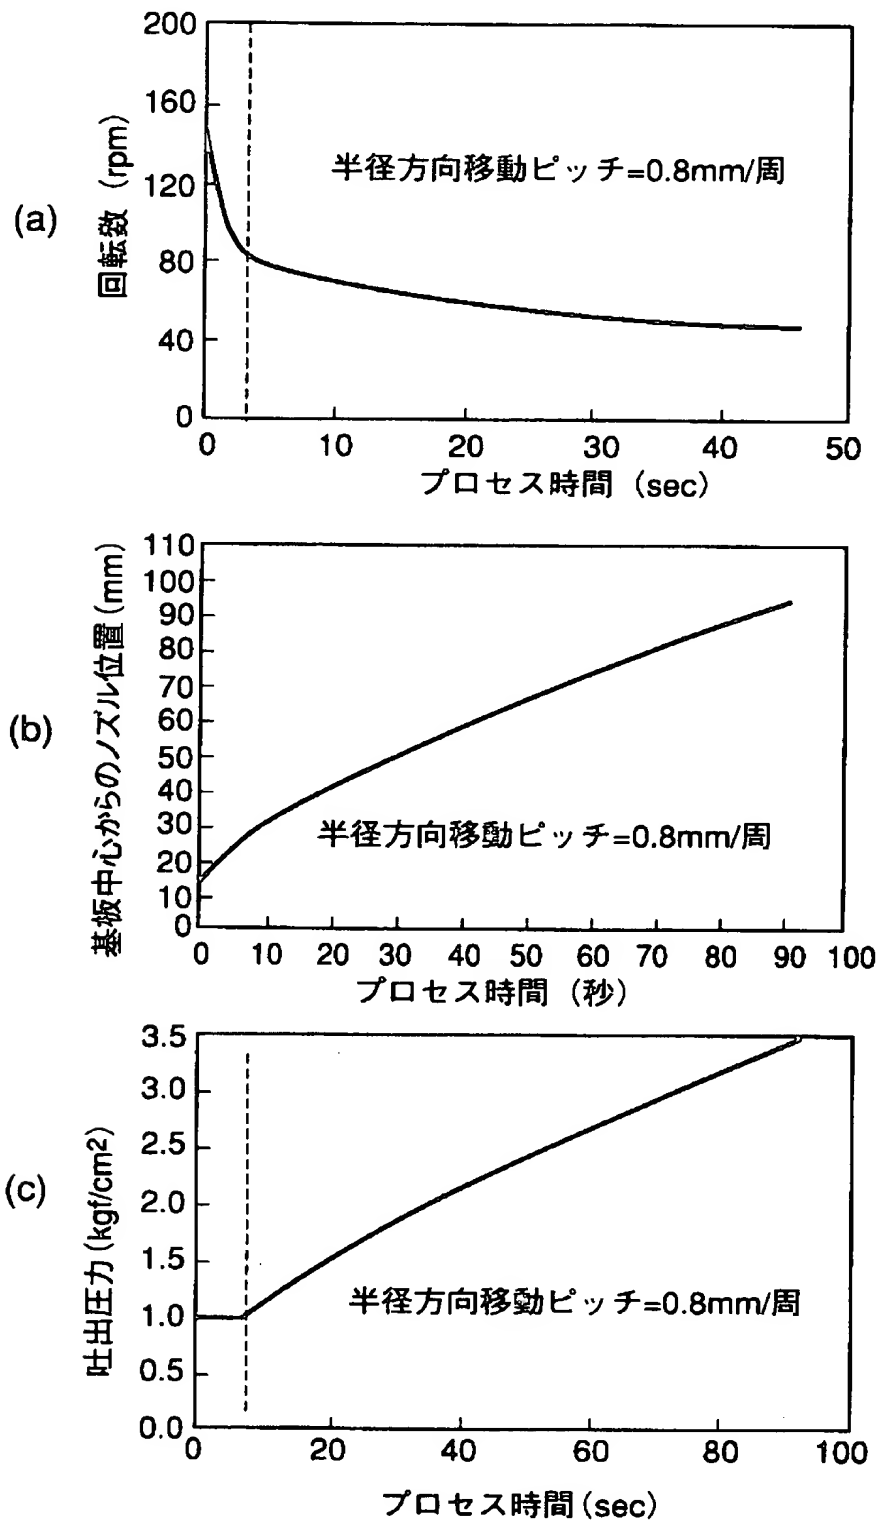 (a)
回転数 (rpm)
200
160
120
80
40
0
半径方向移動ピッチ=0.8mm/周
0 10 20 30 40 50
プロセス時間 (sec)
(b)
基板中心からのノズル位置(mm)
110
100
90
80
70
60
50
40
30
20
10
0
半径方向移動ピッチ=0.8mm/周
0 10 20 30 40 50 60 70 80 90 100
プロセス時間 (秒)
(c)
吐出圧力(kgf/cm²)
3.5
3.0
2.5
2.0
1.5
1.0
0.5
0.0
半径方向移動ピッチ=0.8mm/周
0 20 40 60 80 100
プロセス時間(sec)